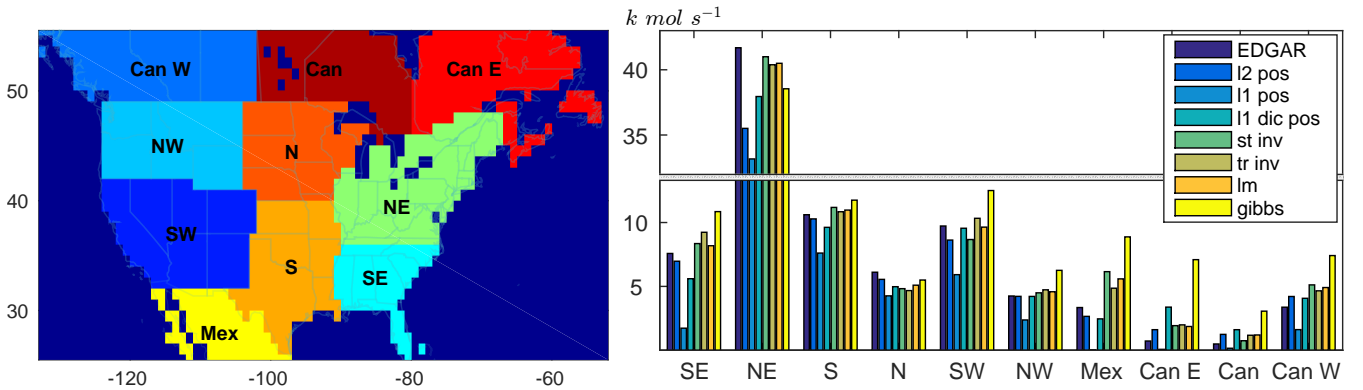 k mol s⁻¹
Can W
Can
Can E
50
NW
N
40
NE
SW
S
SE
30
Mex
-120
-100
-80
-60
40
35
10
5
EDGAR
l2 pos
l1 pos
l1 dic pos
st inv
tr inv
lm
gibbs
SE NE S N SW NW Mex Can E Can Can W